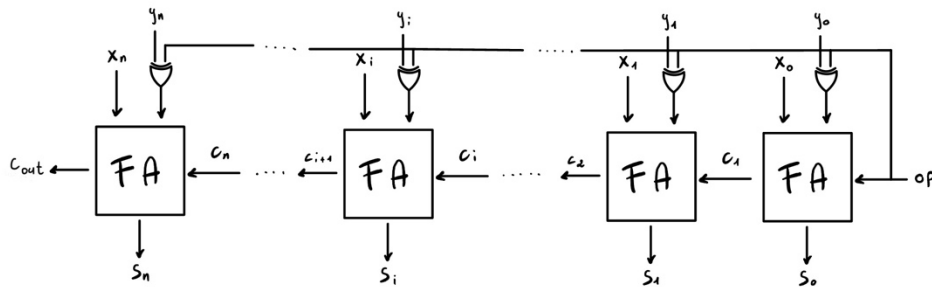 yₙ yᵢ y₁ y₀
xₙ xᵢ x₁ x₀
FA FA FA FA
Cout cₙ cᵢ₊₁ cᵢ c₂ c₁ OP
Sₙ Sᵢ S₁ S₀